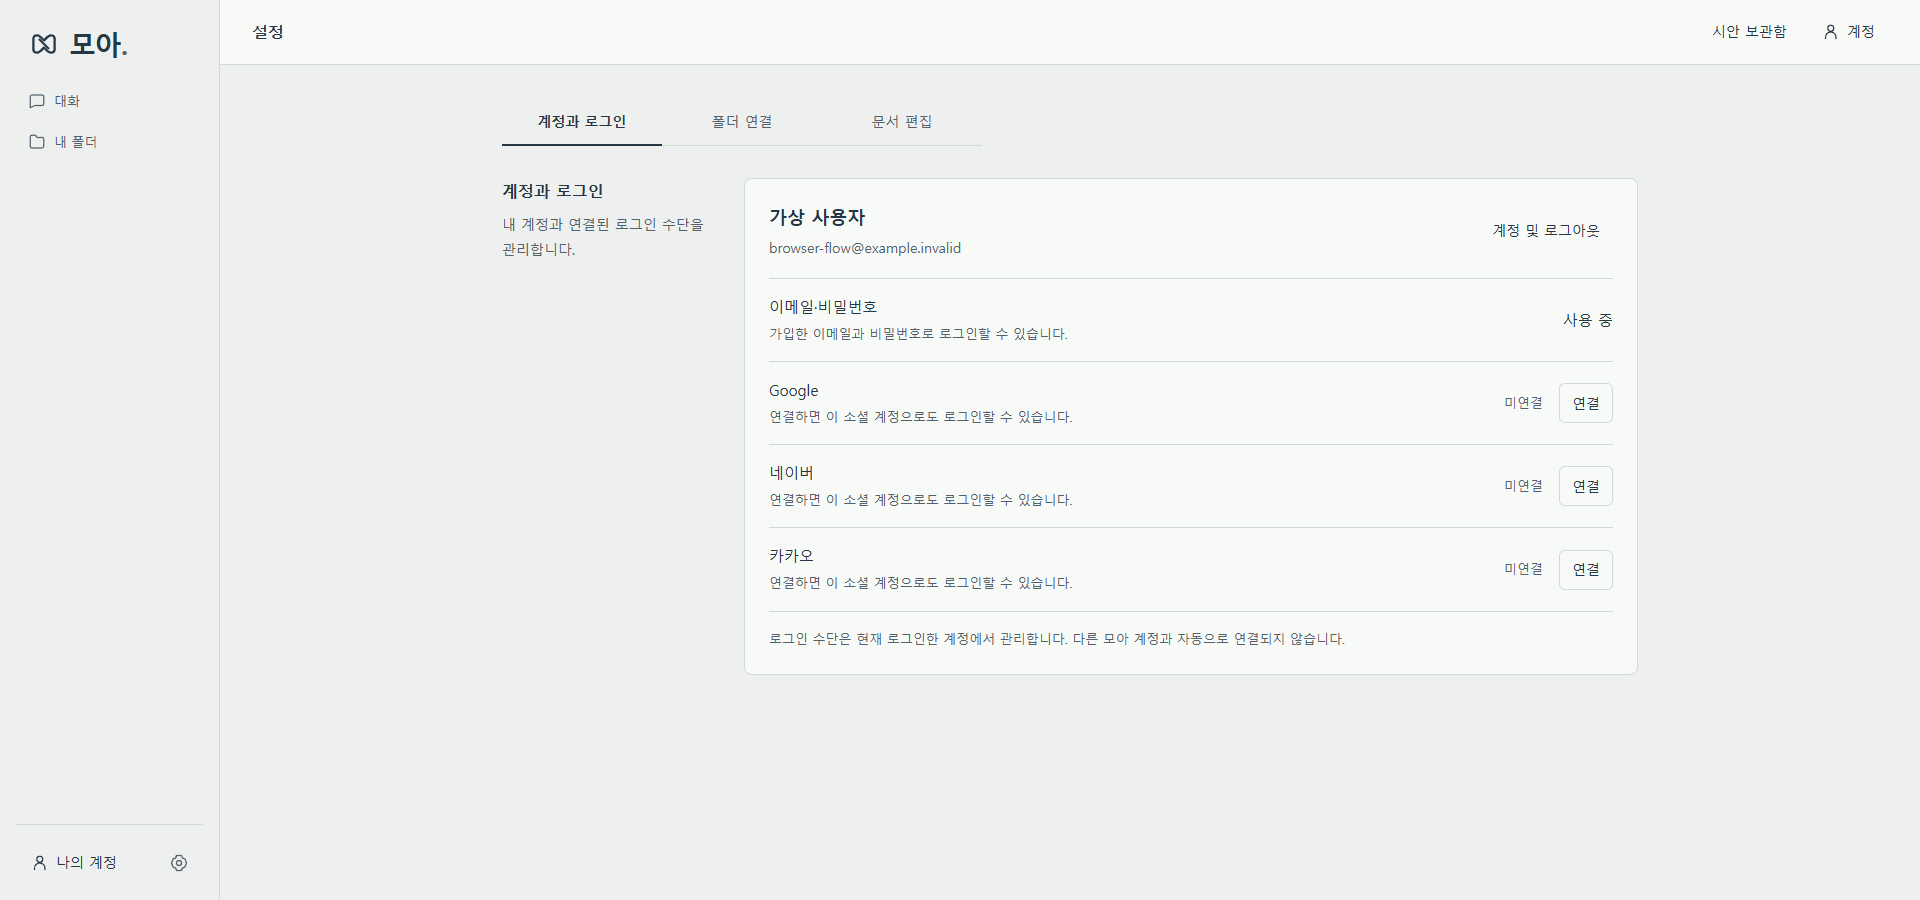 모아.
대화
내 폴더
나의 계정
설정
시안 보관함
계정
계정과 로그인
폴더 연결
문서 편집
계정과 로그인
내 계정과 연결된 로그인 수단을
관리합니다.
가상 사용자
browser-flow@example.invalid
계정 및 로그아웃
이메일·비밀번호
가입한 이메일과 비밀번호로 로그인할 수 있습니다.
사용 중
Google
연결하면 이 소셜 계정으로도 로그인할 수 있습니다.
미연결
연결
네이버
연결하면 이 소셜 계정으로도 로그인할 수 있습니다.
미연결
연결
카카오
연결하면 이 소셜 계정으로도 로그인할 수 있습니다.
미연결
연결
로그인 수단은 현재 로그인한 계정에서 관리합니다. 다른 모아 계정과 자동으로 연결되지 않습니다.